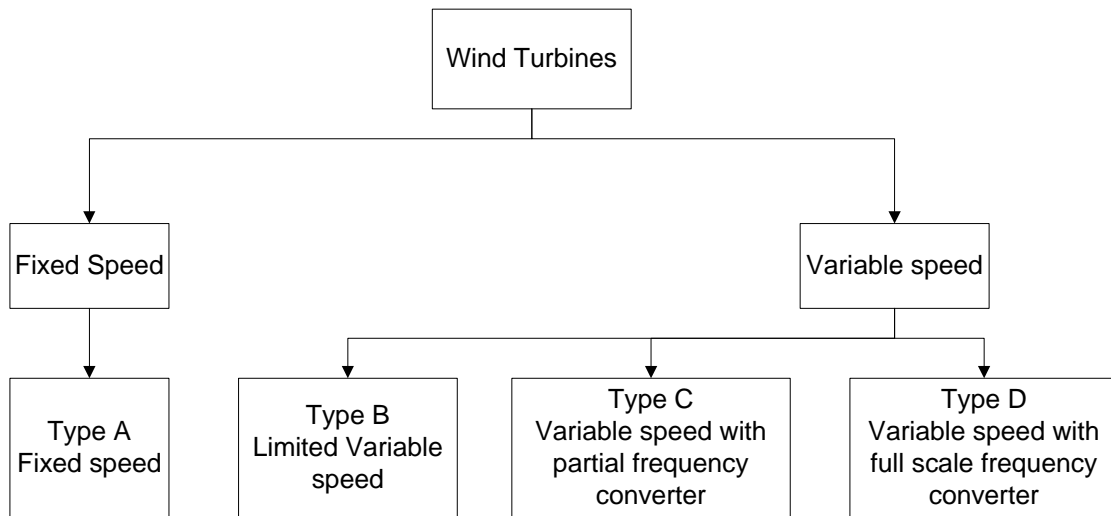 Wind Turbines
Fixed Speed
Variable speed
Type A
Fixed speed
Type B
Limited Variable
speed
Type C
Variable speed with
partial frequency
converter
Type D
Variable speed with
full scale frequency
converter